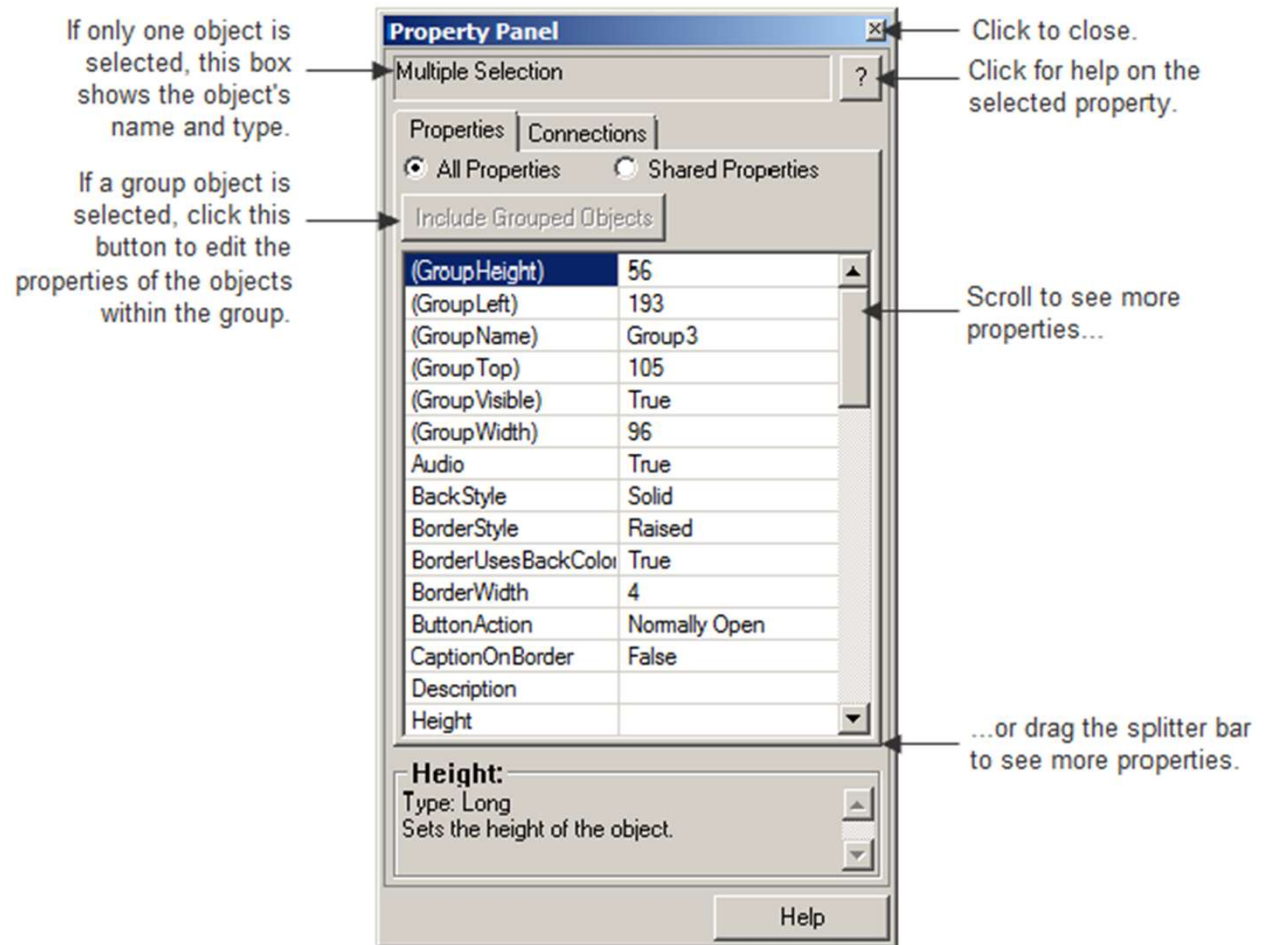 If only one object is
selected, this box
shows the object's
name and type.
If a group object is
selected, click this
button to edit the
properties of the objects
within the group.
Property Panel
Multiple Selection
?
Properties
Connections
All Properties
Shared Properties
Include Grouped Objects
(GroupHeight) 56
(GroupLeft) 193
(GroupName) Group3
(GroupTop) 105
(GroupVisible) True
(GroupWidth) 96
Audio True
BackStyle Solid
BorderStyle Raised
BorderUsesBackColor True
BorderWidth 4
ButtonAction Normally Open
CaptionOnBorder False
Description
Height
Height:
Type: Long
Sets the height of the object.
Help
Click to close.
Click for help on the
selected property.
Scroll to see more
properties...
...or drag the splitter bar
to see more properties.